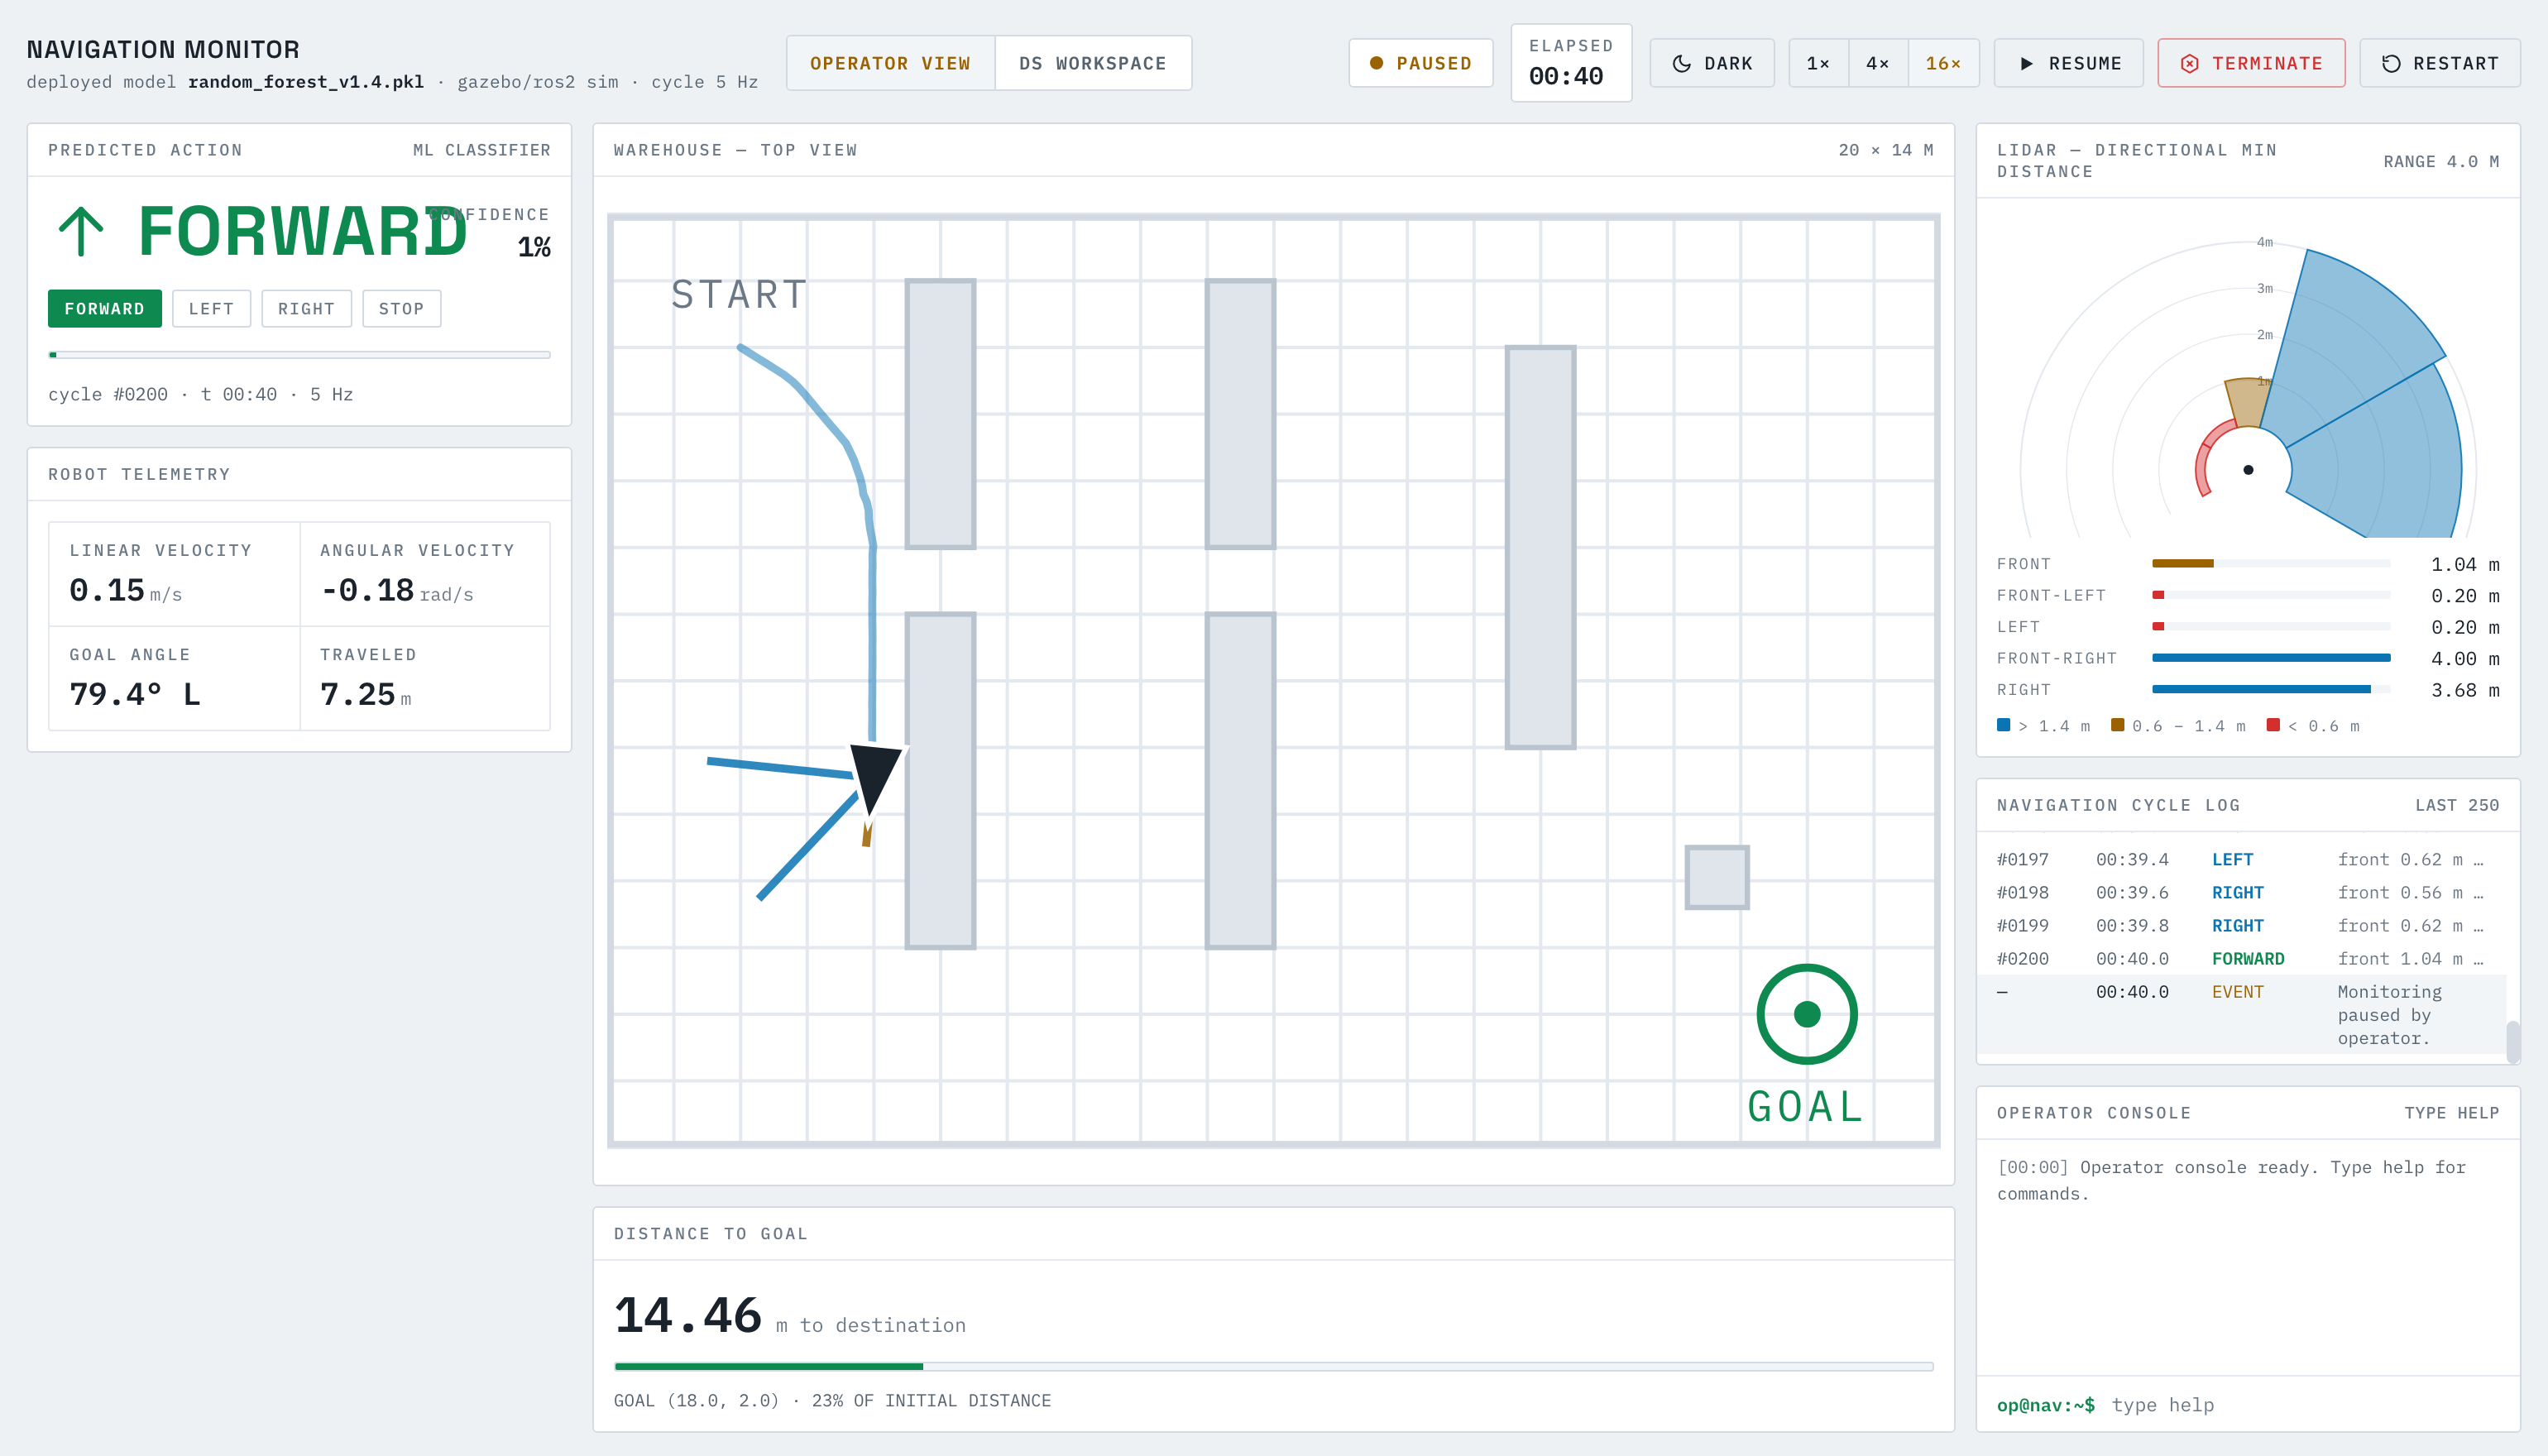 NAVIGATION MONITOR
deployed model random_forest_v1.4.pkl · gazebo/ros2 sim · cycle 5 Hz
OPERATOR VIEW
DS WORKSPACE
PAUSED
ELAPSED
00:40
DARK
1×
4×
16×
RESUME
TERMINATE
RESTART
PREDICTED ACTION
ML CLASSIFIER
FORWARD
CONFIDENCE
1%
FORWARD
LEFT
RIGHT
STOP
cycle #0200 · t 00:40 · 5 Hz
ROBOT TELEMETRY
LINEAR VELOCITY
0.15 m/s
ANGULAR VELOCITY
-0.18 rad/s
GOAL ANGLE
79.4° L
TRAVELED
7.25 m
WAREHOUSE — TOP VIEW
20 × 14 M
START
GOAL
DISTANCE TO GOAL
14.46 m to destination
GOAL (18.0, 2.0) · 23% OF INITIAL DISTANCE
LIDAR — DIRECTIONAL MIN
DISTANCE
RANGE 4.0 M
4m
3m
2m
1m
FRONT 1.04 m
FRONT-LEFT 0.20 m
LEFT 0.20 m
FRONT-RIGHT 4.00 m
RIGHT 3.68 m
> 1.4 m
0.6 – 1.4 m
< 0.6 m
NAVIGATION CYCLE LOG
LAST 250
#0197 00:39.4 LEFT front 0.62 m …
#0198 00:39.6 RIGHT front 0.56 m …
#0199 00:39.8 RIGHT front 0.62 m …
#0200 00:40.0 FORWARD front 1.04 m …
— 00:40.0 EVENT Monitoring
paused by
operator.
OPERATOR CONSOLE
TYPE HELP
[00:00] Operator console ready. Type help for
commands.
op@nav:~$ type help